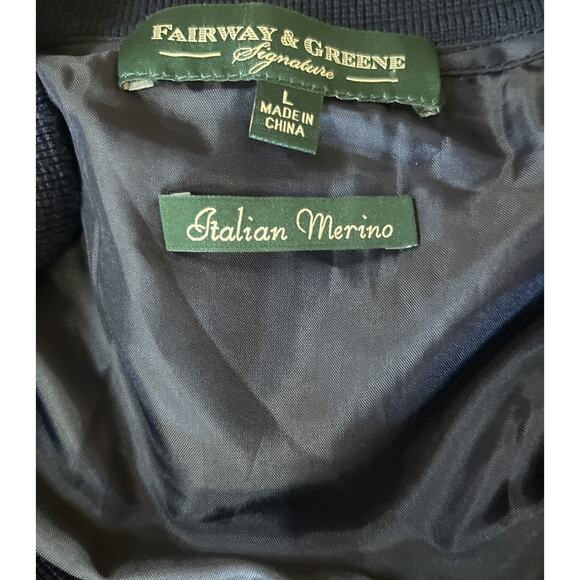 FAIRWAY & GREENE
Signature
L
MADE IN
CHINA
Italian Merino